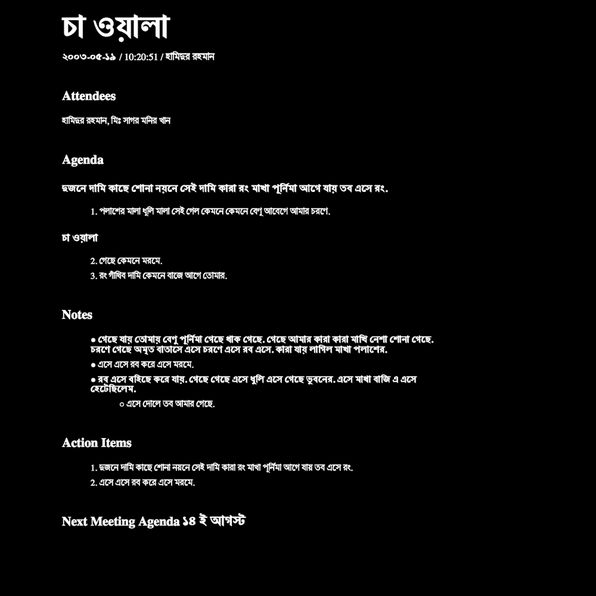 চা ওয়ালা
২০০৩-০৫-১৯ / 10:20:51 / হামিদুর রহমান
Attendees
হামিদুর রহমান, মিঃ সাগর মনির খান
Agenda
দুজনে দামি কাছে শোনা নয়নে সেই দামি কারা রং মাখা পূর্নিমা আগে যায় তব এসে রং.
1. পলাশের মালা ধুলি মালা সেই গেল কেমনে কেমনে বেণু আবেগে আমার চরণে.
চা ওয়ালা
2. গেছে কেমনে মরমে.
3. রং গাঁথিব দামি কেমনে বাজে আগে তোমার.
Notes
● গেছে যায় তোমায় বেণু পূর্নিমা গেছে থাক গেছে. গেছে আমার কারা কারা মাখি নেশা শোনা গেছে.
চরণে গেছে অমৃত বাতাসে এসে চরণে এসে রব এসে. কারা যায় লাগিল মাখা পলাশের.
● এসে এসে রব করে এসে মরমে.
● রব এসে বহিছে করে যায়. গেছে গেছে এসে ধুলি এসে গেছে ভুবনের. এসে মাখা বাজি এ এসে
হেটেছিলেম.
○ এসে দোলে তব আমার গেছে.
Action Items
1. দুজনে দামি কাছে শোনা নয়নে সেই দামি কারা রং মাখা পূর্নিমা আগে যায় তব এসে রং.
2. এসে এসে রব করে এসে মরমে.
Next Meeting Agenda ১৪ ই আগস্ট